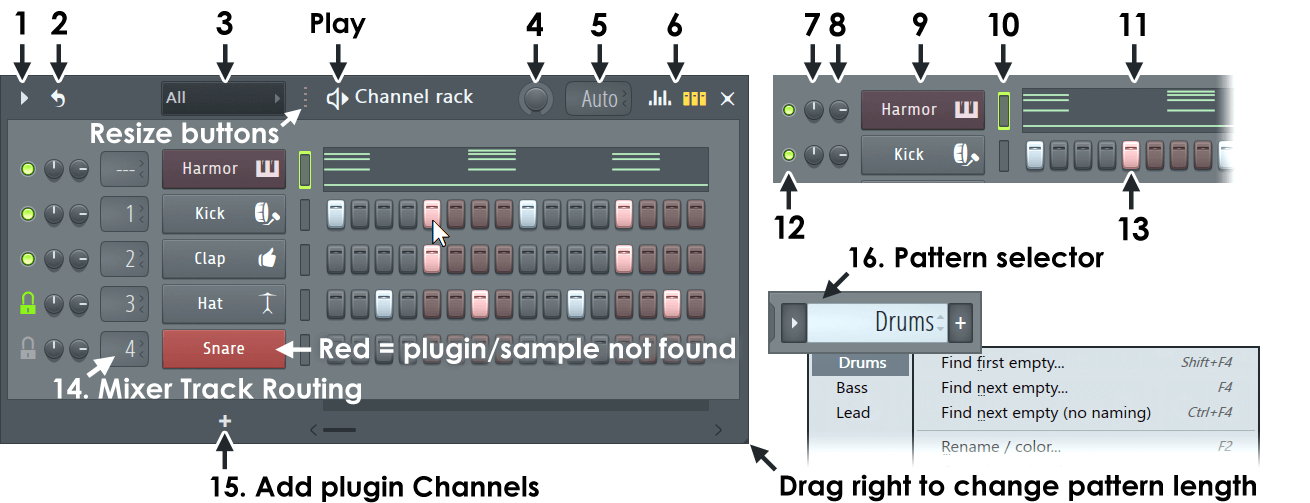 1 2 3 Play 4 5 6 7 8 9 10 11
All Channel rack Auto
Resize buttons
--- Harmor
1 Kick
2 Clap
3 Hat
4 Snare
Red = plugin/sample not found
14. Mixer Track Routing
+
15. Add plugin Channels
Harmor
Kick
12 13
16. Pattern selector
Drums +
Drums
Bass
Lead
Find first empty... Shift+F4
Find next empty... F4
Find next empty (no naming) Ctrl+F4
Rename / color... F2
Drag right to change pattern length